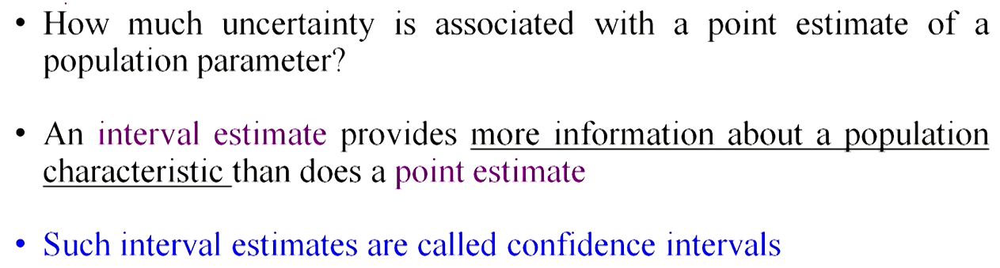 • How much uncertainty is associated with a point estimate of a
population parameter?
• An interval estimate provides more information about a population
characteristic than does a point estimate
• Such interval estimates are called confidence intervals